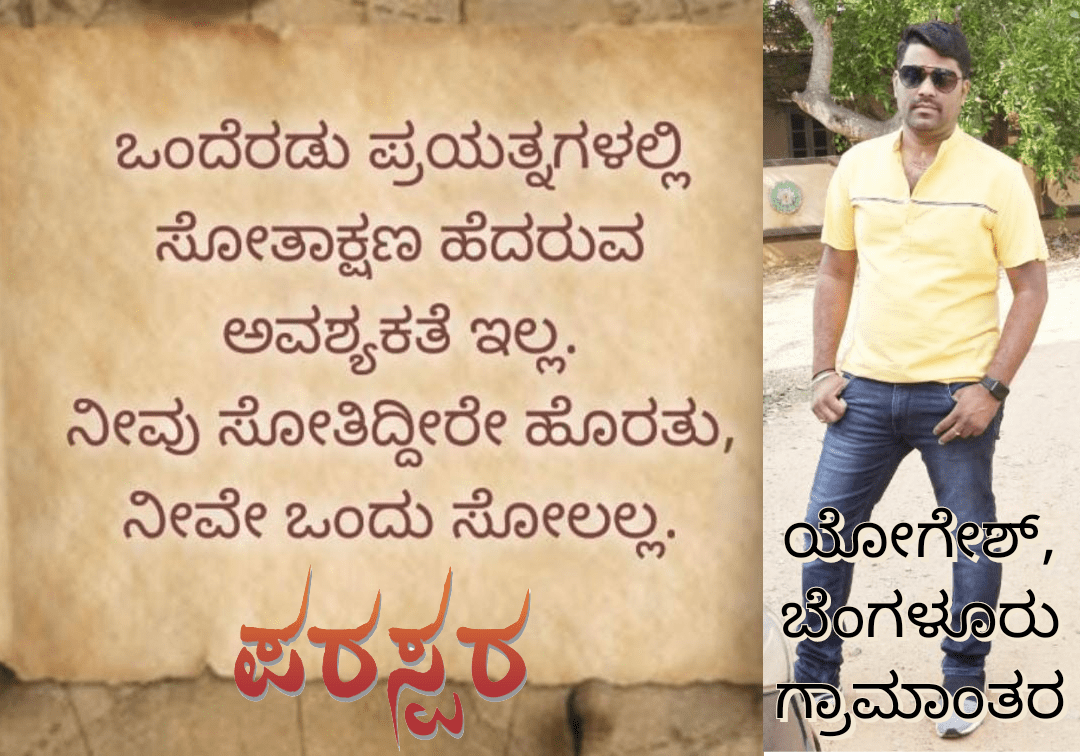 ಒಂದೆರಡು ಪ್ರಯತ್ನಗಳಲ್ಲಿ
ಸೋತಾಕ್ಷಣ ಹೆದರುವ
ಅವಶ್ಯಕತೆ ಇಲ್ಲ.
ನೀವು ಸೋತಿದ್ದೀರೇ ಹೊರತು,
ನೀವೇ ಒಂದು ಸೋಲಲ್ಲ.
ಪರಸ್ಪರ
ಯೋಗೇಶ್,
ಬೆಂಗಳೂರು
ಗ್ರಾಮಾಂತರ